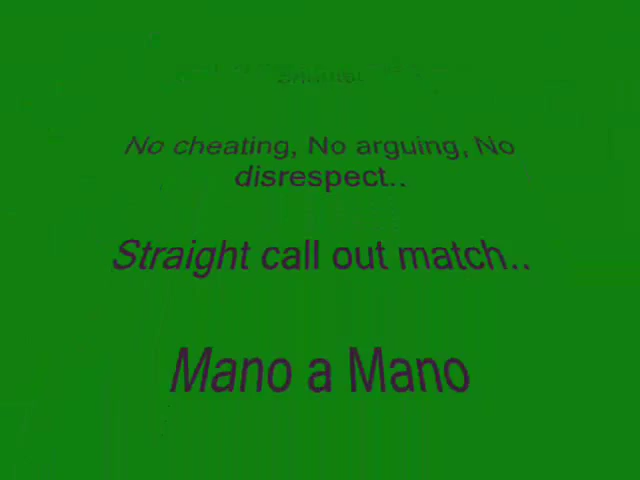 No cheating, No arguing, No
disrespect..
Straight call out match..
Mano a Mano